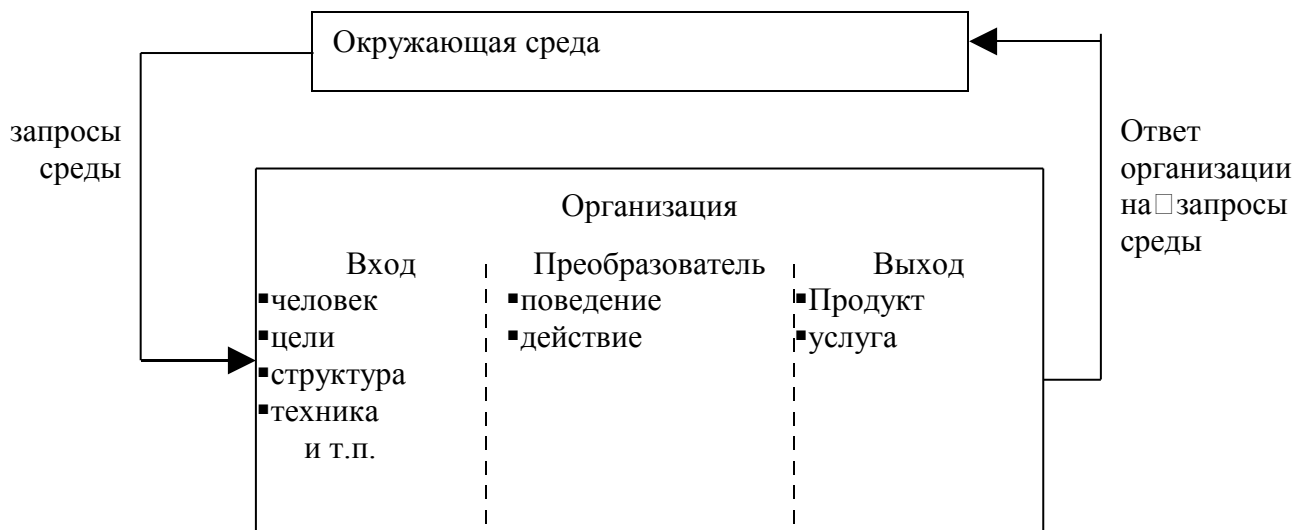 Окружающая среда
запросы
среды
Ответ
организации
на□запросы
среды
Организация
Вход
▪человек
▪цели
▪структура
▪техника
и т.п.
Преобразователь
▪поведение
▪действие
Выход
▪Продукт
▪услуга